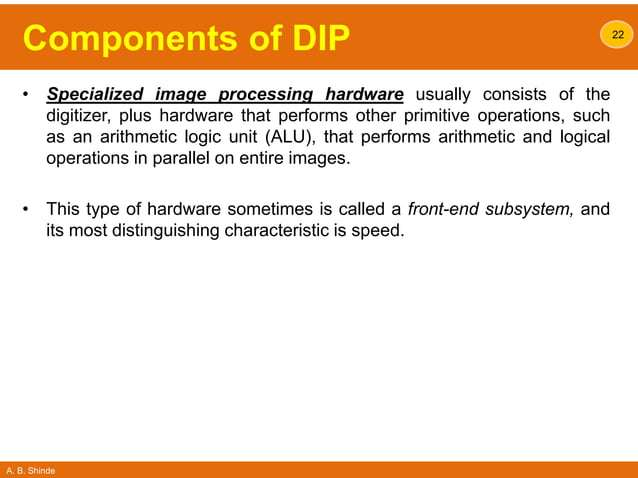 Components of DIP
22
• Specialized image processing hardware usually consists of the
digitizer, plus hardware that performs other primitive operations, such
as an arithmetic logic unit (ALU), that performs arithmetic and logical
operations in parallel on entire images.
• This type of hardware sometimes is called a front-end subsystem, and
its most distinguishing characteristic is speed.
A. B. Shinde